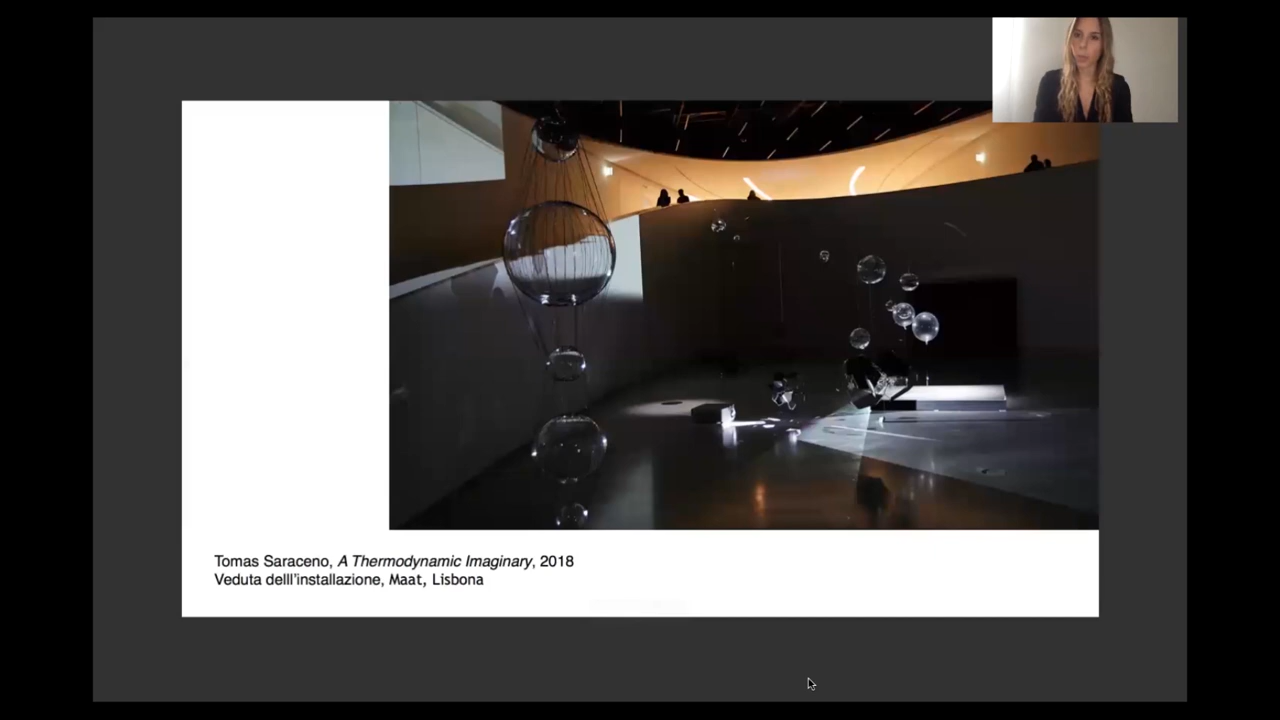 Tomas Saraceno, A Thermodynamic Imaginary, 2018
Veduta delll'installazione, Maat, Lisbona